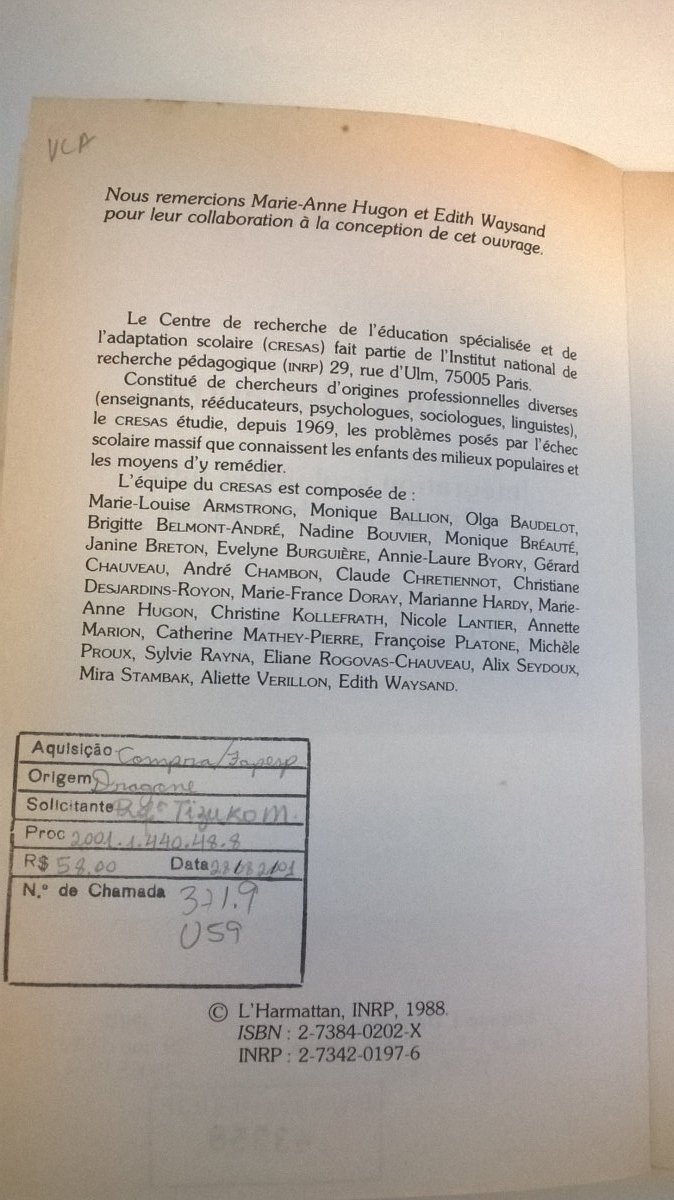 VCA
Nous remercions Marie-Anne Hugon et Edith Waysand
pour leur collaboration à la conception de cet ouvrage.
Le Centre de recherche de l'éducation spécialisée et de
l'adaptation scolaire (CRESAS) fait partie de l'Institut national de
recherche pédagogique (INRP) 29, rue d'Ulm, 75005 Paris.
Constitué de chercheurs d'origines professionnelles diverses
(enseignants, rééducateurs, psychologues, sociologues, linguistes),
le CRESAS étudie, depuis 1969, les problèmes posés par l'échec
scolaire massif que connaissent les enfants des milieux populaires et
les moyens d'y remédier.
L'équipe du CRESAS est composée de :
Marie-Louise ARMSTRONG, Monique BALLION, Olga BAUDELOT,
Brigitte BELMONT-ANDRÉ, Nadine BOUVIER, Monique BRÉAUTÉ,
Janine BRETON, Evelyne BURGUIÈRE, Annie-Laure BYORY, Gérard
CHAUVEAU, André CHAMBON, Claude CHRETIENNOT, Christiane
DESJARDINS-ROYON, Marie-France DORAY, Marianne HARDY, Marie-
Anne HUGON, Christine KOLLEFRATH, Nicole LANTIER, Annette
MARION, Catherine MATHEY-PIERRE, Françoise PLATONE, Michèle
PROUX, Sylvie RAYNA, Eliane ROGOVAS-CHAUVEAU, Alix SEYDOUX,
Mira STAMBAK, Aliette VERILLON, Edith WAYSAND.
Aquisição Compra/Fapesp
Origem
Solicitante Tizuko M.
Proc 2001.1.440.48.8
R$ 58.00 Data
N.º de Chamada 371.9
U59
© L'Harmattan, INRP, 1988.
ISBN : 2-7384-0202-X
INRP : 2-7342-0197-6